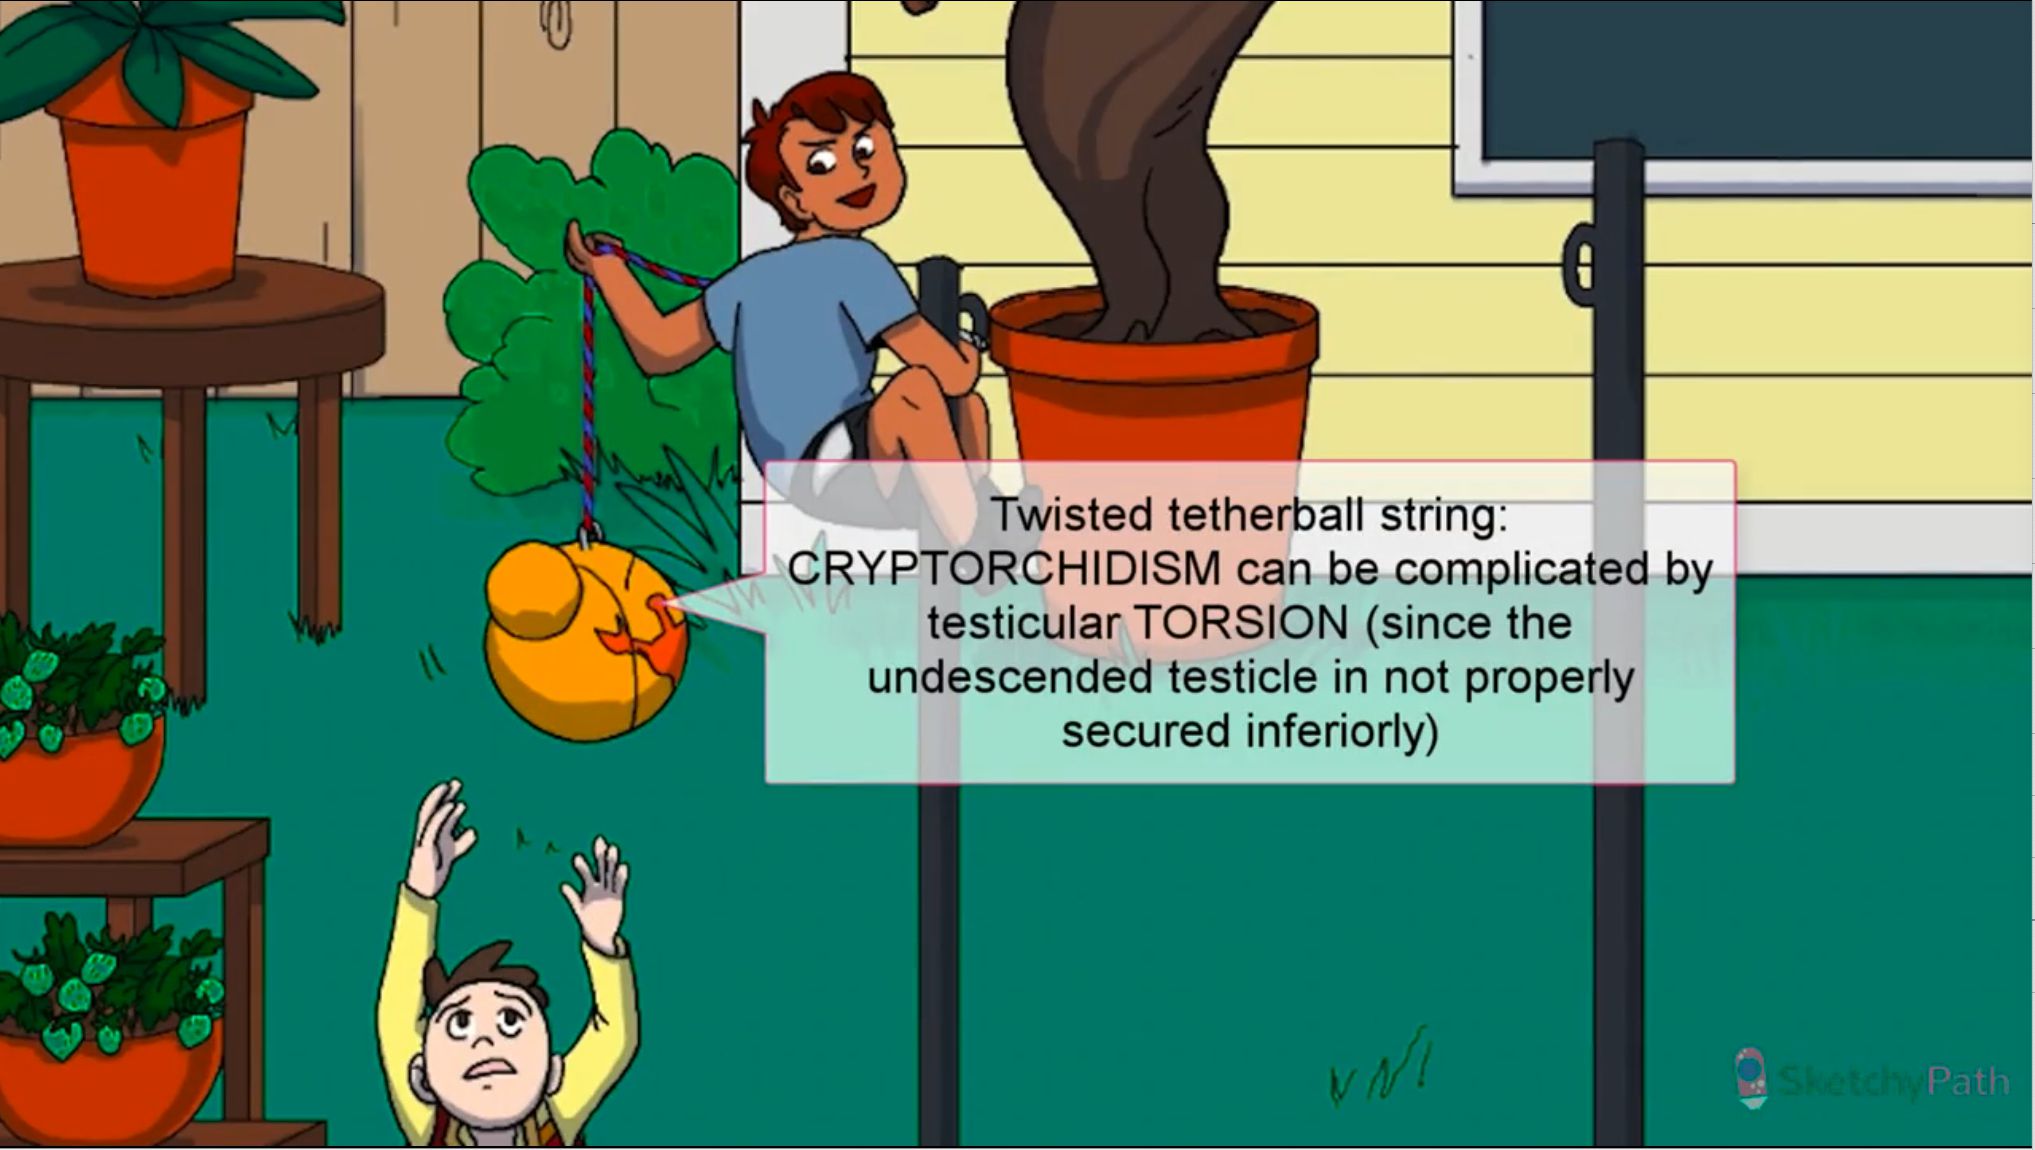 Twisted tetherball string:
CRYPTORCHIDISM can be complicated by
testicular TORSION (since the
undescended testicle in not properly
secured inferiorly)
SketchyPath